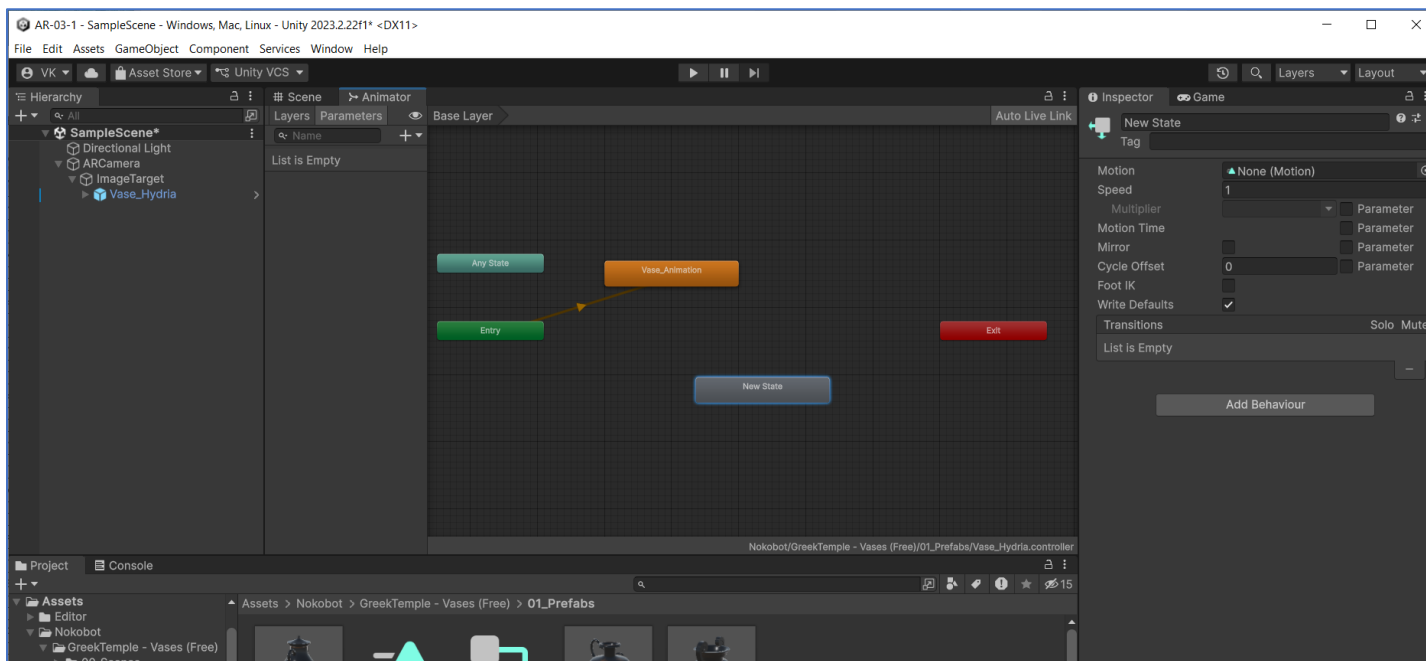 AR-03-1 - SampleScene - Windows, Mac, Linux - Unity 2023.2.22f1* <DX11>
File Edit Assets GameObject Component Services Window Help
VK Asset Store Unity VCS Layers Layout
Hierarchy
All
SampleScene*
Directional Light
ARCamera
ImageTarget
Vase_Hydria
Scene Animator
Layers Parameters Base Layer Auto Live Link
Name
List is Empty
Any State
Vase_Animation
Entry
Exit
New State
Nokobot/GreekTemple - Vases (Free)/01_Prefabs/Vase_Hydria.controller
Inspector Game
New State
Tag
Motion None (Motion)
Speed 1
Multiplier Parameter
Motion Time Parameter
Mirror Parameter
Cycle Offset 0 Parameter
Foot IK
Write Defaults
Transitions Solo Mute
List is Empty
Add Behaviour
Project Console
15
Assets
Editor
Nokobot
GreekTemple - Vases (Free)
Assets > Nokobot > GreekTemple - Vases (Free) > 01_Prefabs